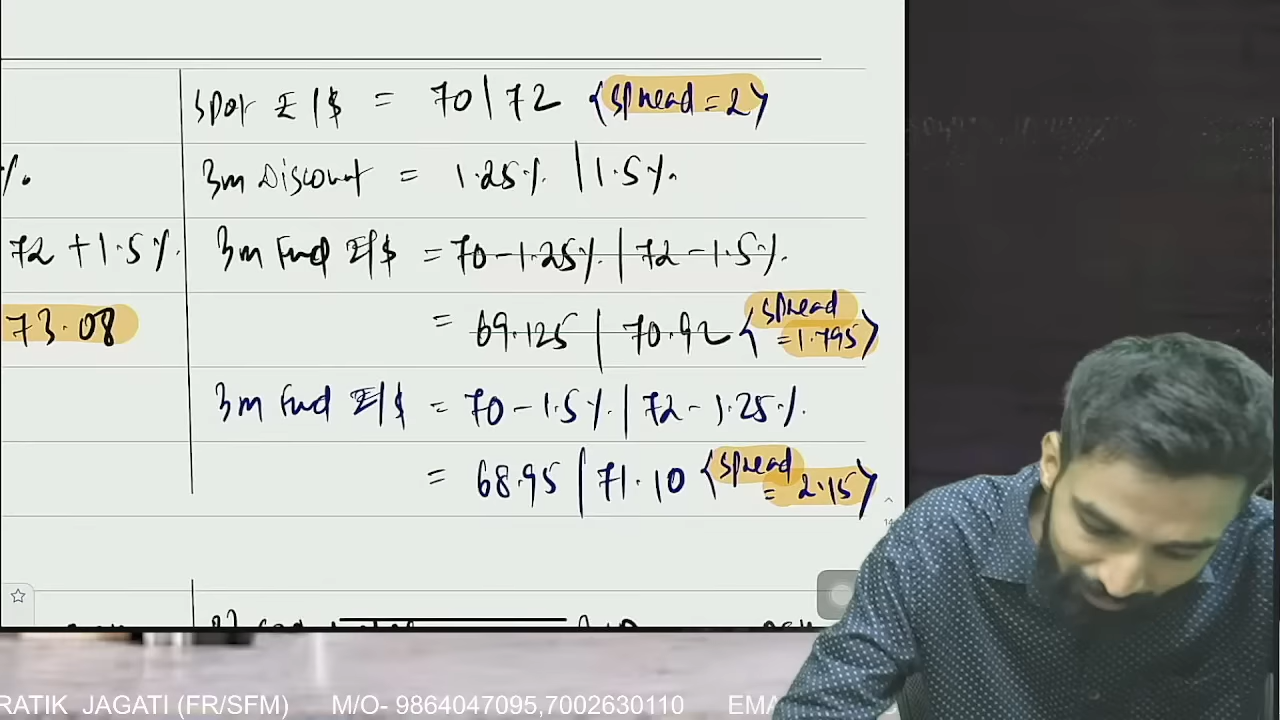 Spot ₹/$ = 70 | 72 {Spread = 2}
%.
3m Discount = 1.25% | 1.5%.
72 + 1.5%.
3m Fwd ₹/$ = 70 - 1.25% | 72 - 1.5%.
73.08
= 69.125 | 70.92 {Spread = 1.795}
3m Fwd ₹/$ = 70 - 1.5% | 72 - 1.25%.
= 68.95 | 71.10 {Spread = 2.15}
RATIK JAGATI (FR/SFM) M/O- 9864047095,7002630110 EMA